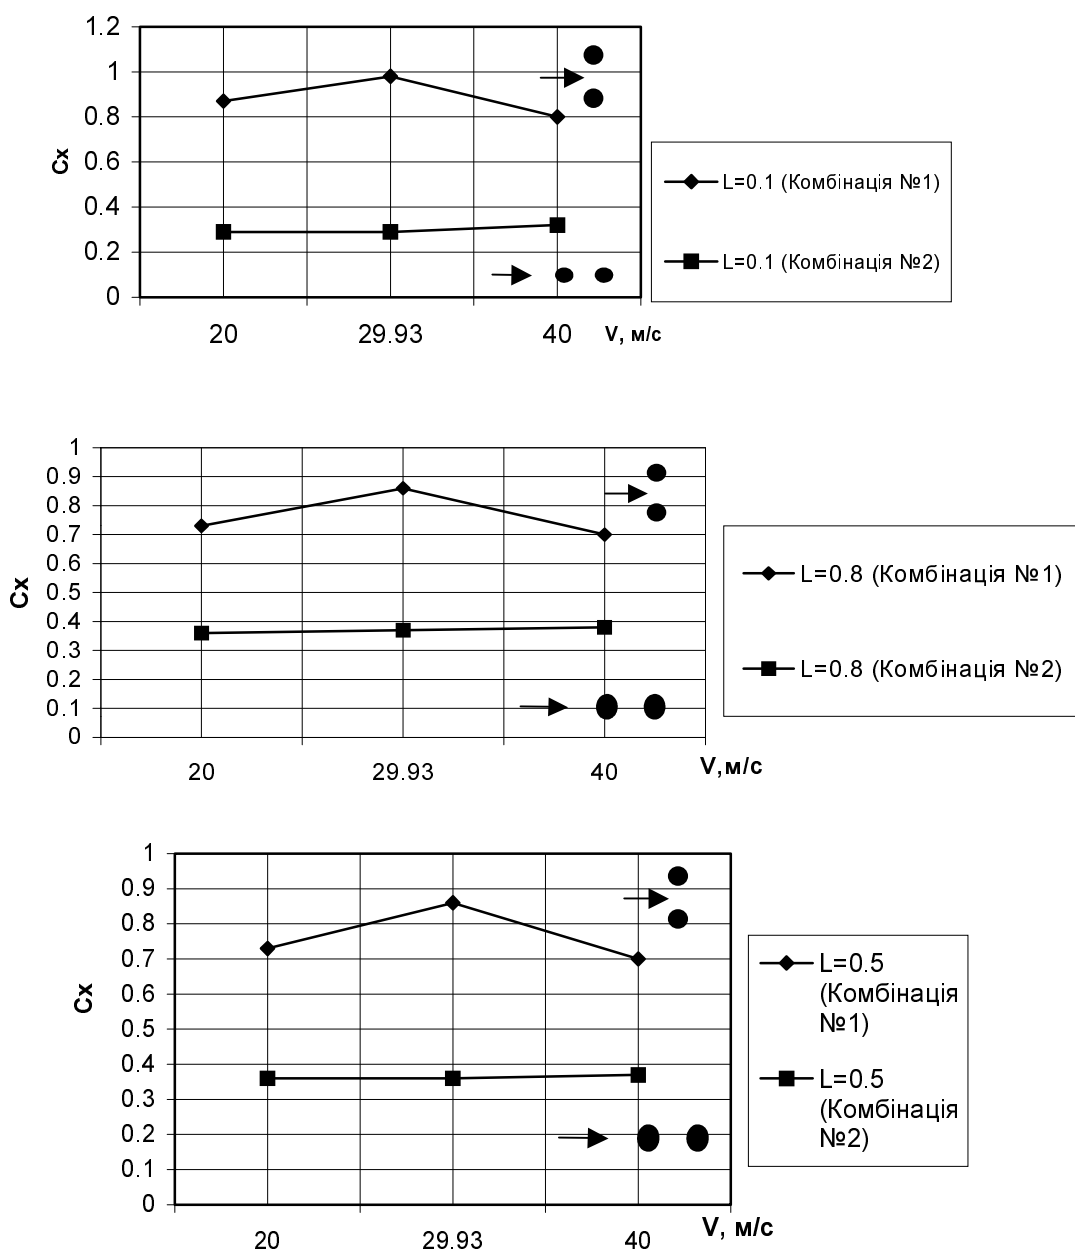 1.2
1
0.8
0.6
0.4
0.2
0
Cx
20 29.93 40 V, м/с
L=0.1 (Комбінація №1)
L=0.1 (Комбінація №2)
1
0.9
0.8
0.7
0.6
0.5
0.4
0.3
0.2
0.1
0
Cx
20 29.93 40 V,м/с
L=0.8 (Комбінація №1)
L=0.8 (Комбінація №2)
1
0.9
0.8
0.7
0.6
0.5
0.4
0.3
0.2
0.1
0
Cx
20 29.93 40 V, м/с
L=0.5
(Комбінація
№1)
L=0.5
(Комбінація
№2)